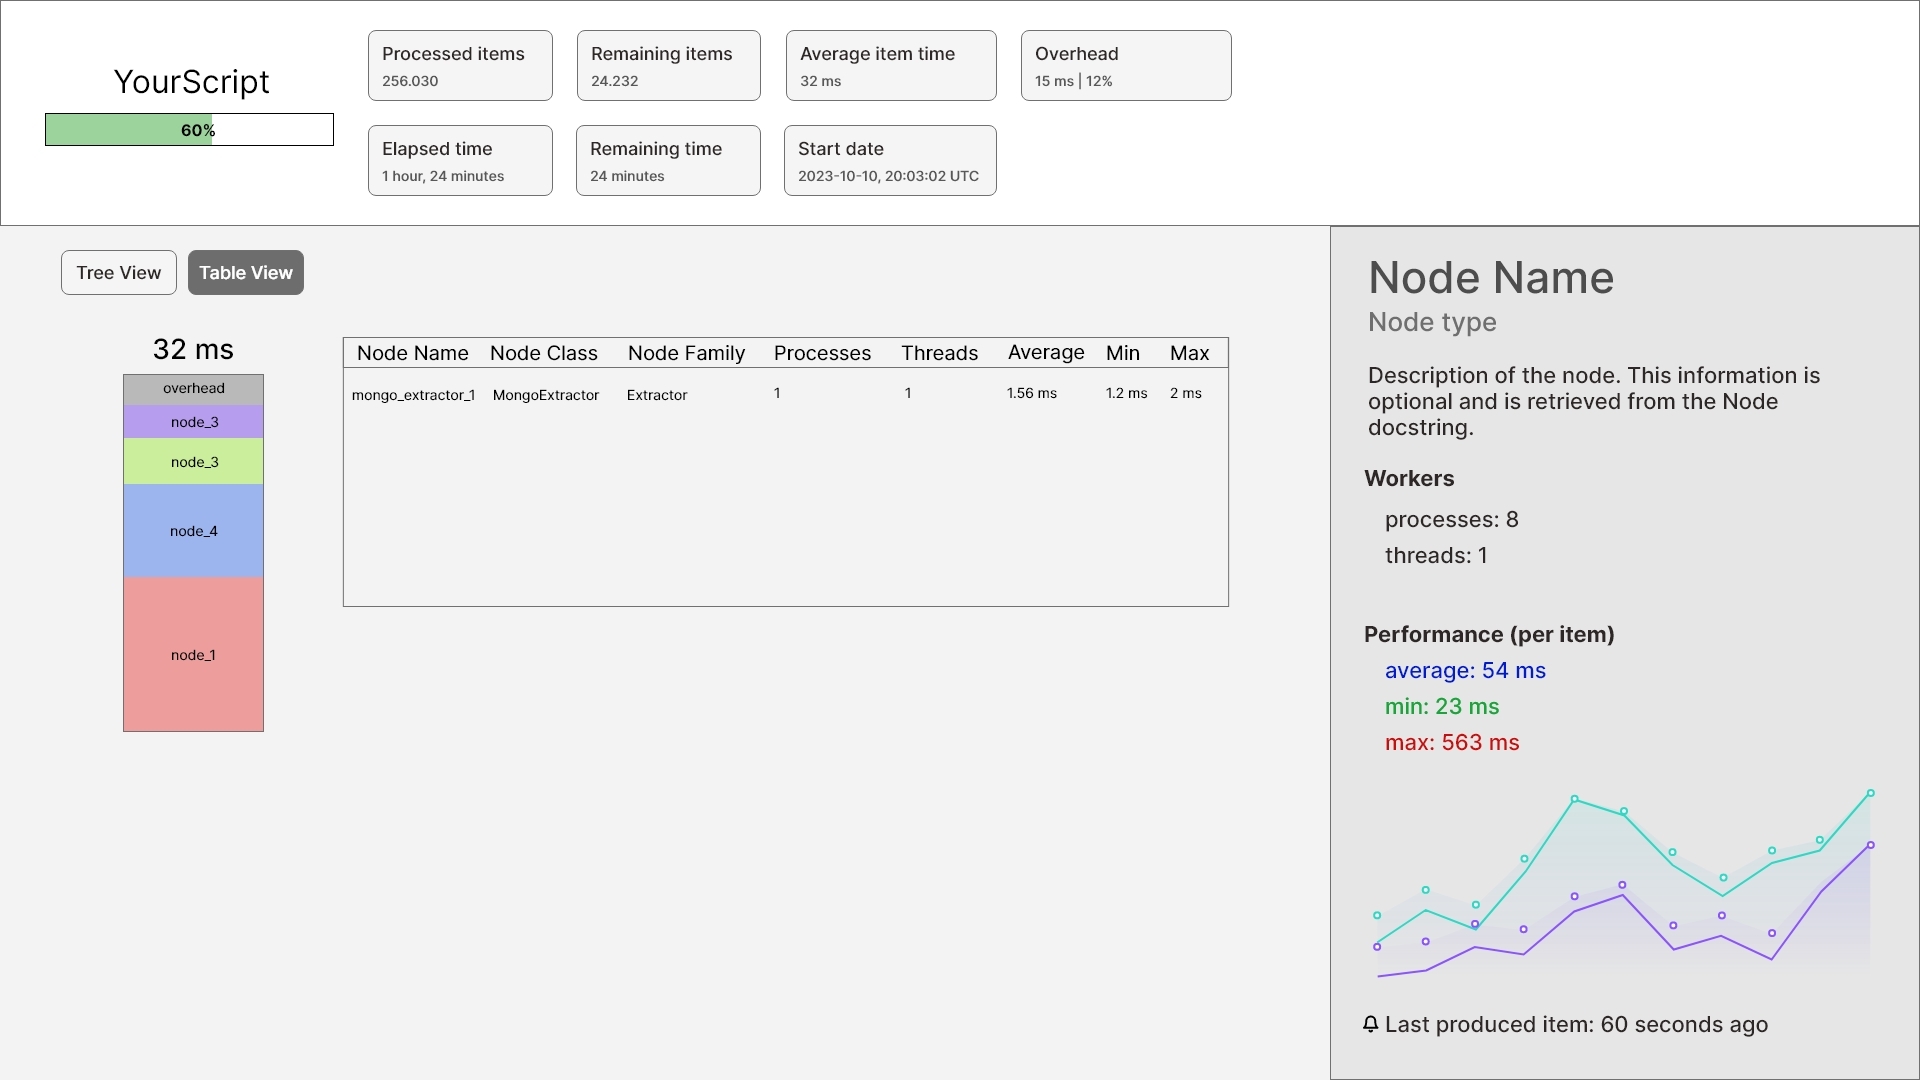 YourScript
60%
Processed items
256.030
Remaining items
24.232
Average item time
32 ms
Overhead
15 ms | 12%
Elapsed time
1 hour, 24 minutes
Remaining time
24 minutes
Start date
2023-10-10, 20:03:02 UTC
Tree View
Table View
32 ms
overhead
node_3
node_3
node_4
node_1
Node Name Node Class Node Family Processes Threads Average Min Max
mongo_extractor_1 MongoExtractor Extractor 1 1 1.56 ms 1.2 ms 2 ms
Node Name
Node type
Description of the node. This information is
optional and is retrieved from the Node
docstring.
Workers
processes: 8
threads: 1
Performance (per item)
average: 54 ms
min: 23 ms
max: 563 ms
Last produced item: 60 seconds ago